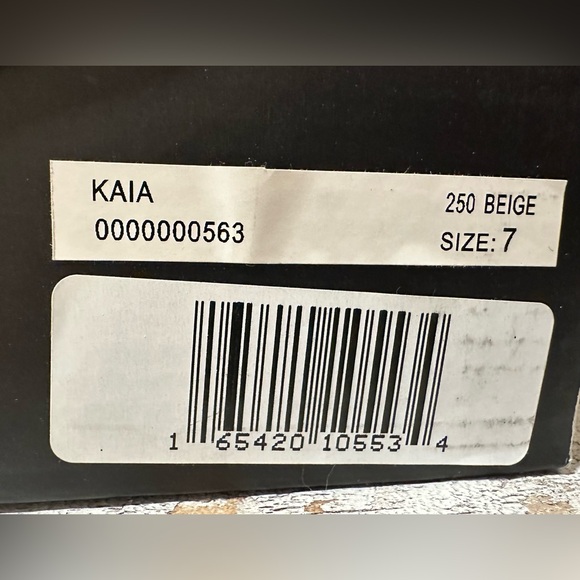 KAIA
0000000563
250 BEIGE
SIZE: 7
1 65420 10553 4